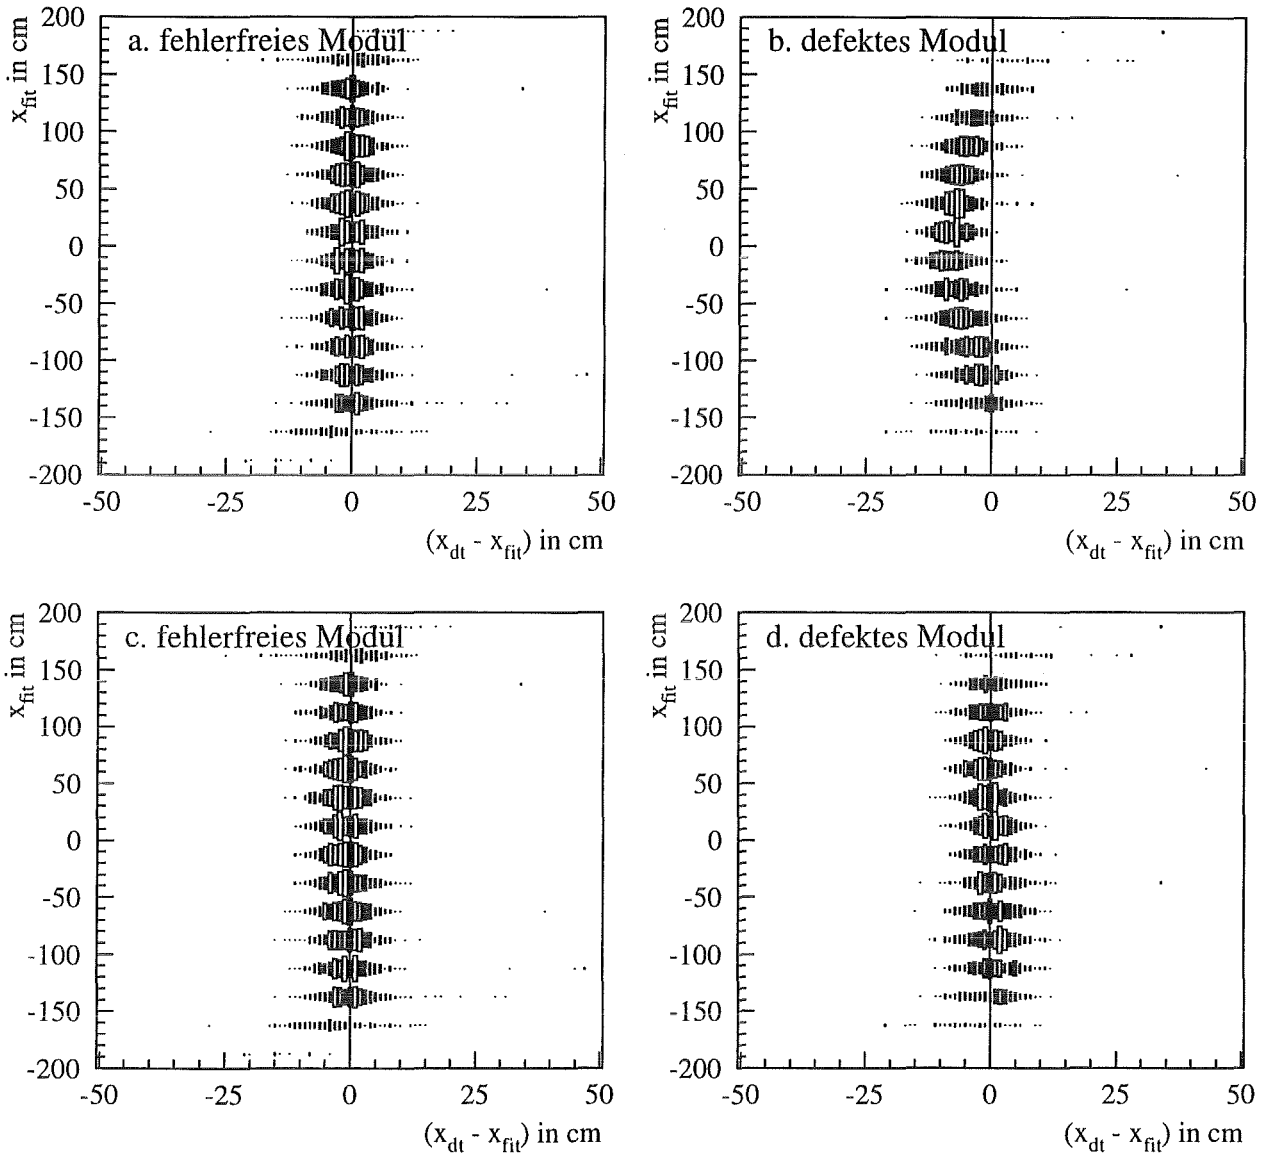 a. fehlerfreies Modul
x_fit in cm
200
150
100
50
0
-50
-100
-150
-200
-50 -25 0 25 50
(x_dt - x_fit) in cm
b. defektes Modul
x_fit in cm
200
150
100
50
0
-50
-100
-150
-200
-50 -25 0 25 50
(x_dt - x_fit) in cm
c. fehlerfreies Modul
x_fit in cm
200
150
100
50
0
-50
-100
-150
-200
-50 -25 0 25 50
(x_dt - x_fit) in cm
d. defektes Modul
x_fit in cm
200
150
100
50
0
-50
-100
-150
-200
-50 -25 0 25 50
(x_dt - x_fit) in cm